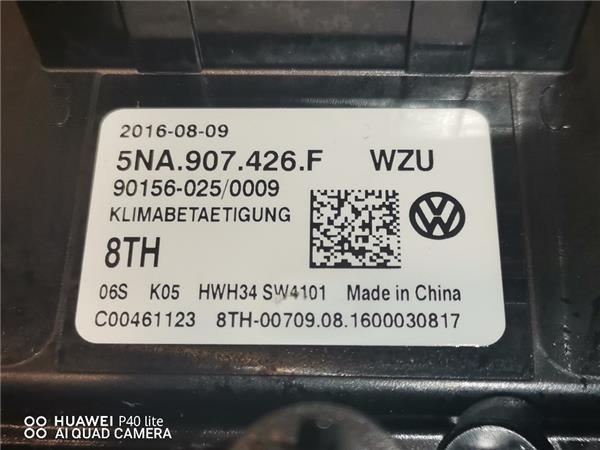 2016-08-09
5NA.907.426.F WZU
90156-025/0009
KLIMABETAETIGUNG
8TH
06S K05 HWH34 SW4101 Made in China
C00461123 8TH-00709.08.1600030817
HUAWEI P40 lite
AI QUAD CAMERA